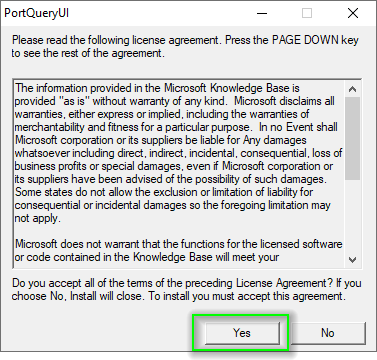 PortQueryUI
Please read the following license agreement. Press the PAGE DOWN key
to see the rest of the agreement.
The information provided in the Microsoft Knowledge Base is
provided "as is" without warranty of any kind.  Microsoft disclaims all
warranties, either express or implied, including the warranties of
merchantability and fitness for a particular purpose.  In no Event shall
Microsoft corporation or its suppliers be liable for Any damages
whatsoever including direct, indirect, incidental, consequential, loss of
business profits or special damages, even if Microsoft corporation or
its suppliers have been advised of the possibility of such damages.
Some states do not allow the exclusion or limitation of liability for
consequential or incidental damages so the foregoing limitation may
not apply.
Microsoft does not warrant that the functions for the licensed software
or code contained in the Knowledge Base will meet your
Do you accept all of the terms of the preceding License Agreement? If you
choose No, Install will close. To install you must accept this agreement.
Yes
No